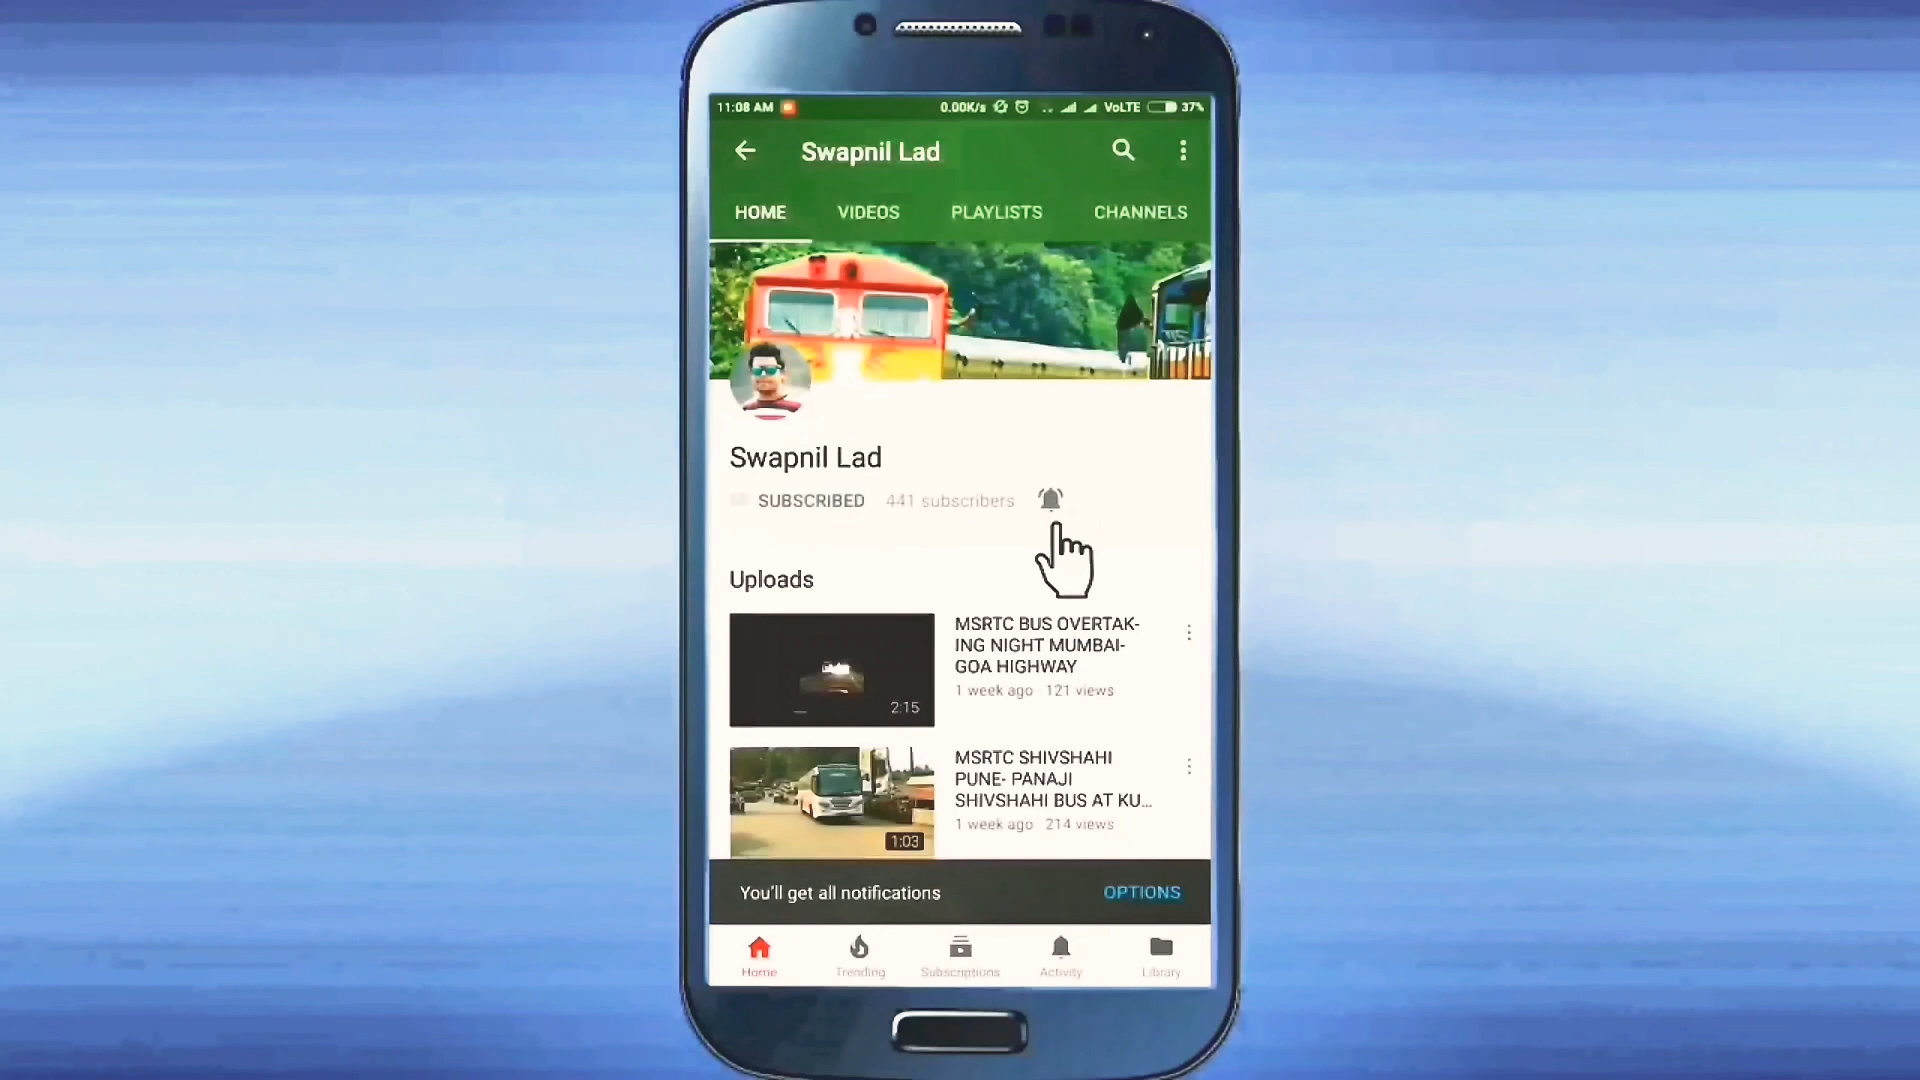 11:08 AM 0.00K/s VoLTE 37%
Swapnil Lad
HOME VIDEOS PLAYLISTS CHANNELS
Swapnil Lad
SUBSCRIBED 441 subscribers
Uploads
MSRTC BUS OVERTAK-
ING NIGHT MUMBAI-
GOA HIGHWAY
1 week ago 121 views
2:15
MSRTC SHIVSHAHI
PUNE- PANAJI
SHIVSHAHI BUS AT KU...
1 week ago 214 views
1:03
You'll get all notifications OPTIONS
Home Trending Subscriptions Activity Library